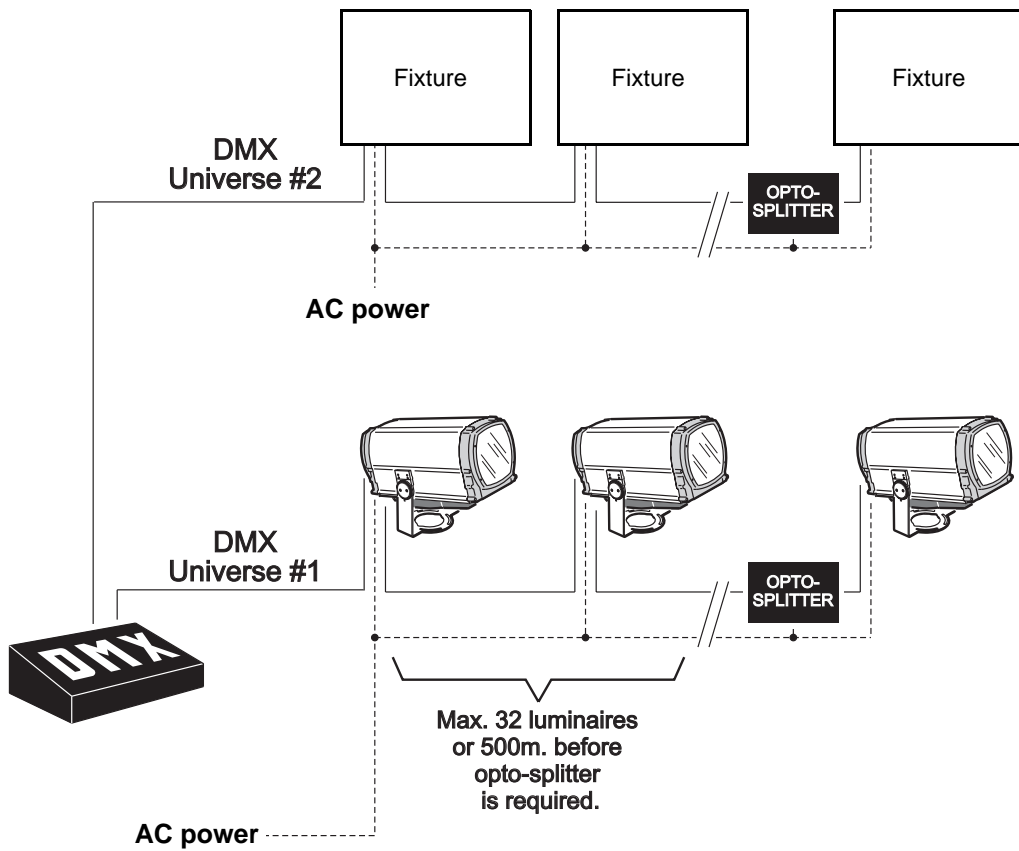 Fixture
Fixture
Fixture
DMX
Universe #2
OPTO-
SPLITTER
AC power
DMX
Universe #1
OPTO-
SPLITTER
DMX
Max. 32 luminaires
or 500m. before
opto-splitter
is required.
AC power